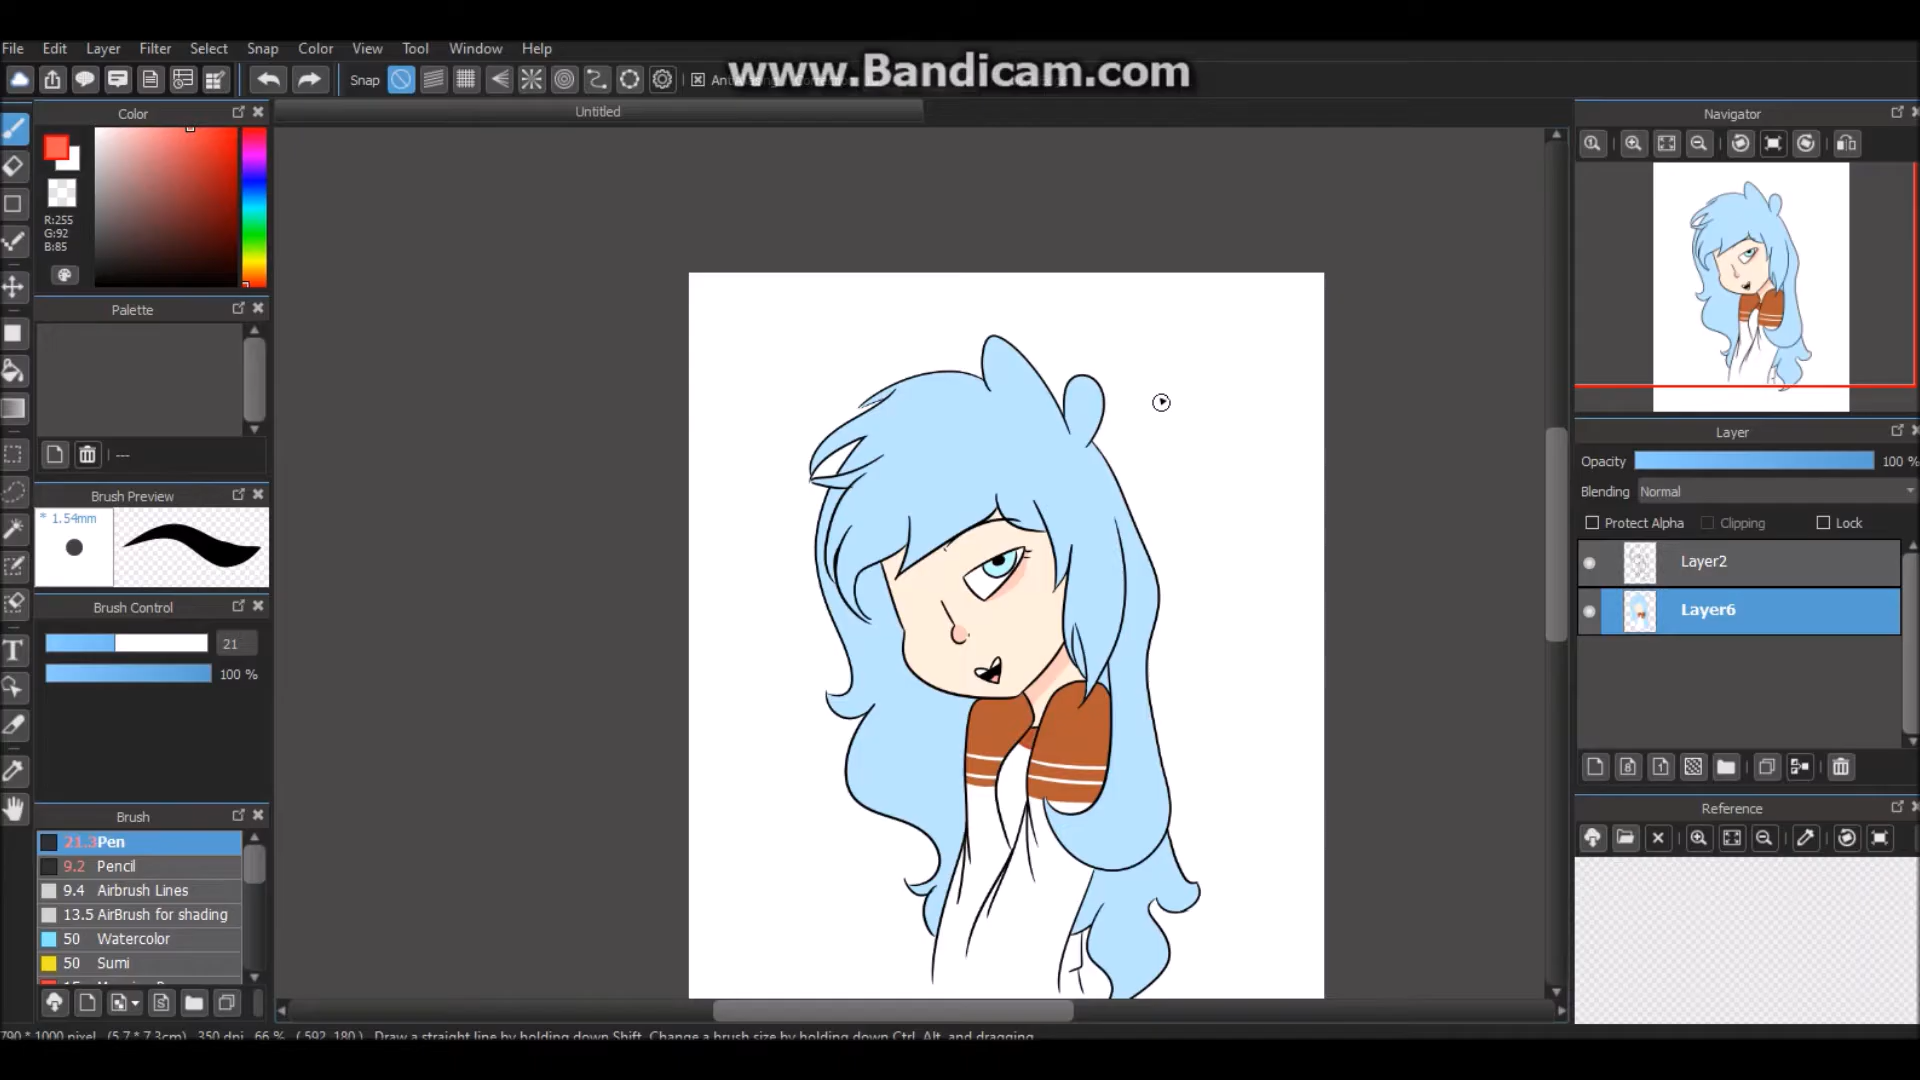 www.Bandicam.com
File Edit Layer Filter Select Snap Color View Tool Window Help
Snap
Untitled
Color
R:255
G:92
B:85
Palette
---
Brush Preview
* 1.54mm
Brush Control
21
100 %
Brush
21.3 Pen
9.2 Pencil
9.4 Airbrush Lines
13.5 AirBrush for shading
50 Watercolor
50 Sumi
790 * 1000 pixel (5.7 * 7.3cm) 350 dpi 66 % ( 592, 180 ) Draw a straight line by holding down Shift, Change a brush size by holding down Ctrl, Alt, and dragging
Navigator
Layer
Opacity 100 %
Blending Normal
Protect Alpha Clipping Lock
Layer2
Layer6
Reference